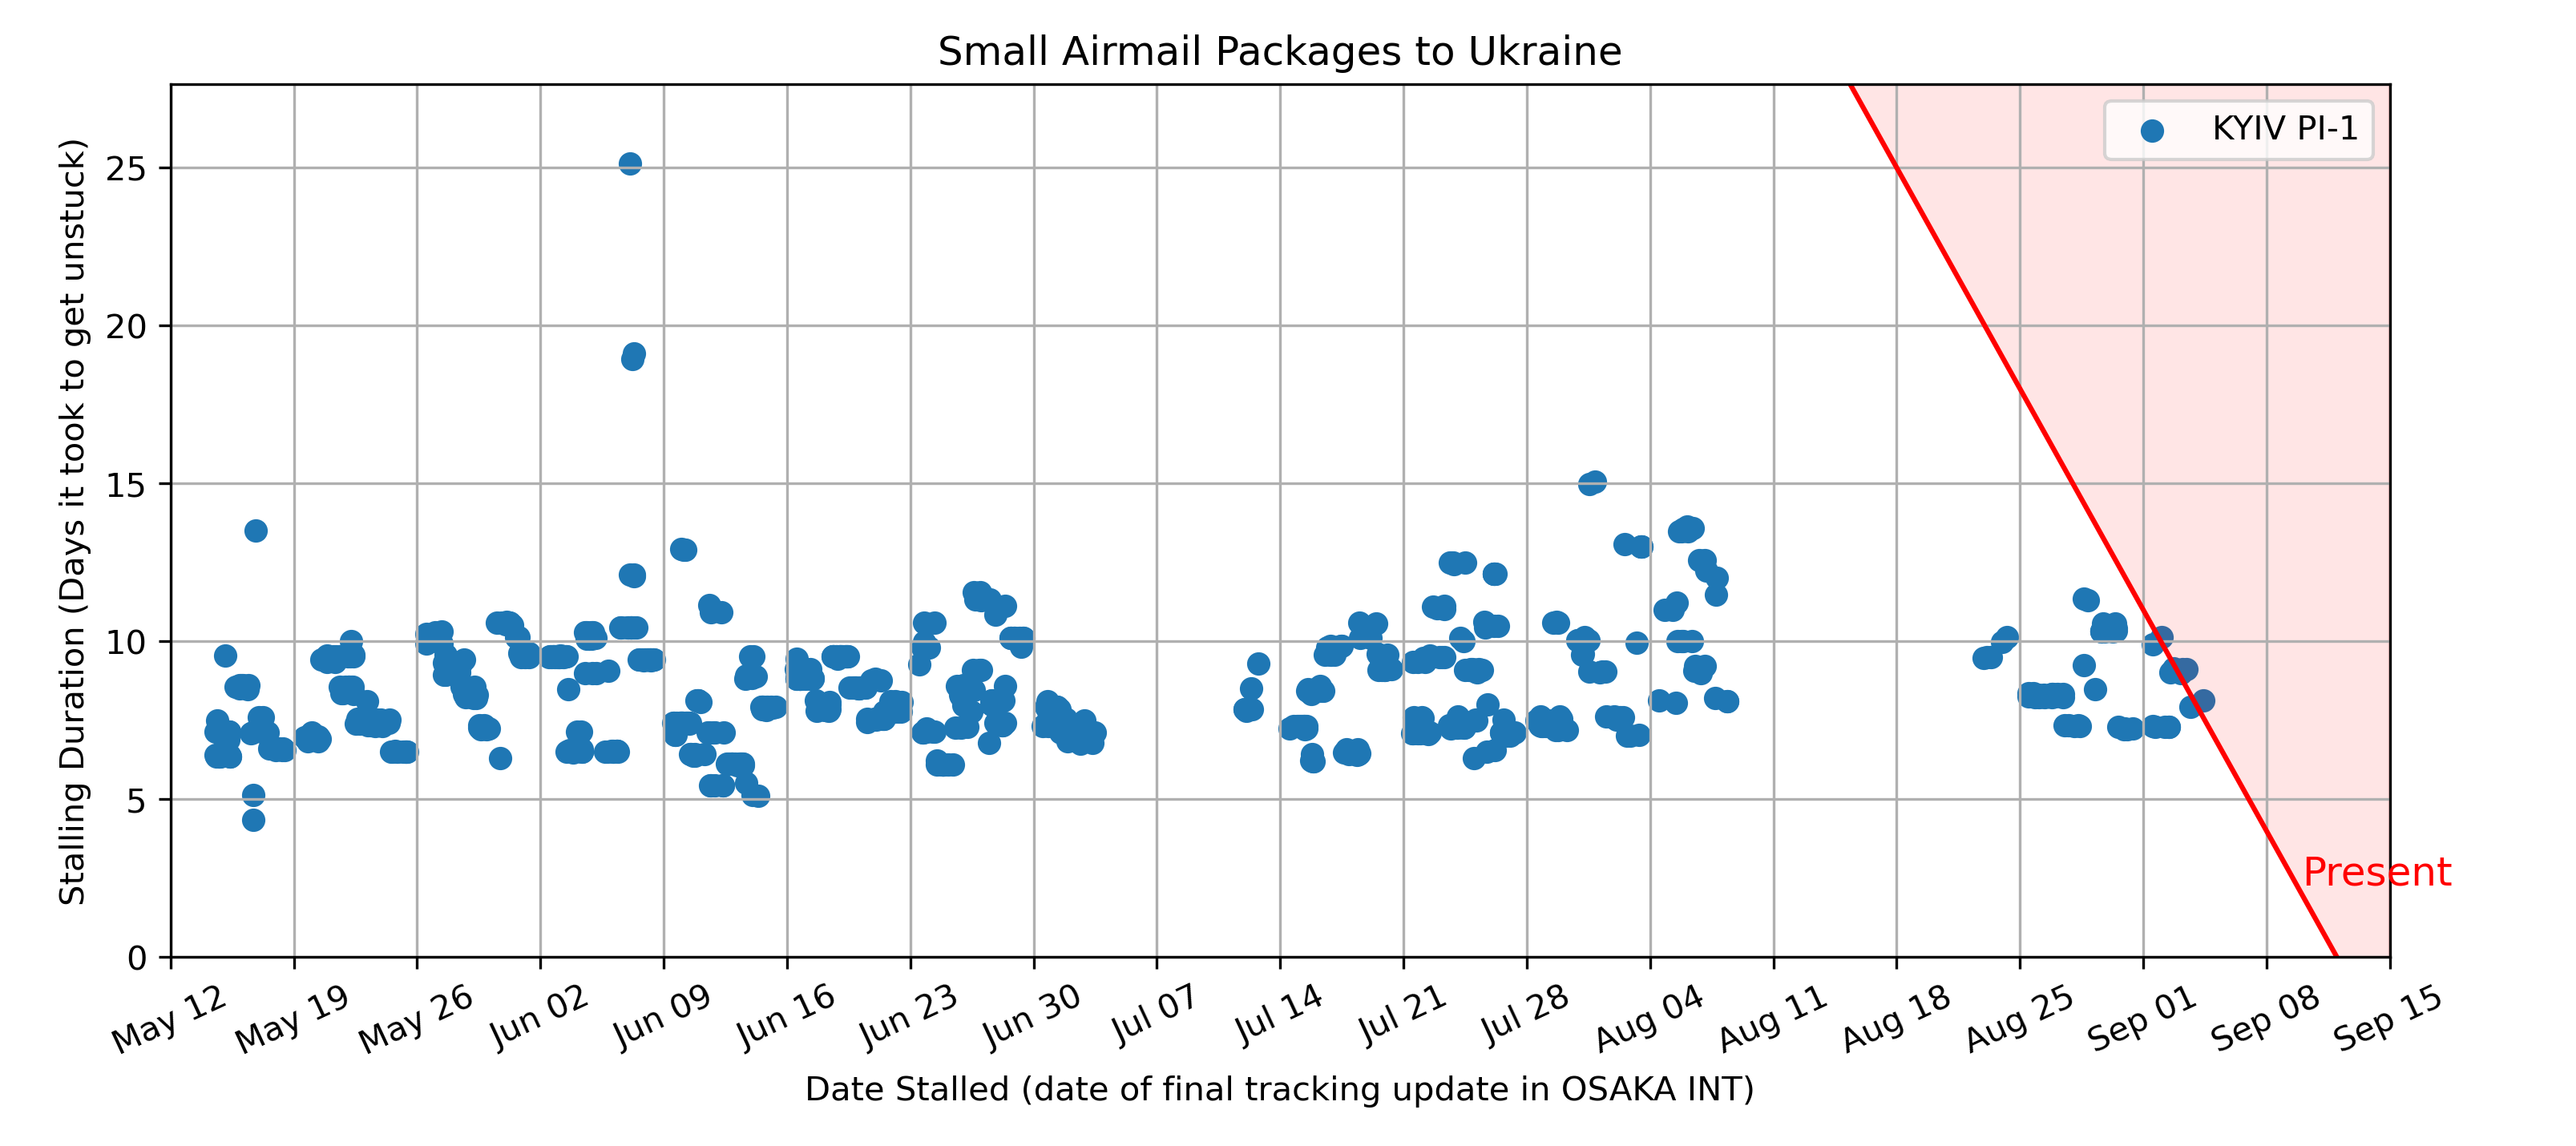 Small Airmail Packages to Ukraine
KYIV PI-1
Stalling Duration (Days it took to get unstuck)
25
20
15
10
5
0
Present
May 12
May 19
May 26
Jun 02
Jun 09
Jun 16
Jun 23
Jun 30
Jul 07
Jul 14
Jul 21
Jul 28
Aug 04
Aug 11
Aug 18
Aug 25
Sep 01
Sep 08
Sep 15
Date Stalled (date of final tracking update in OSAKA INT)